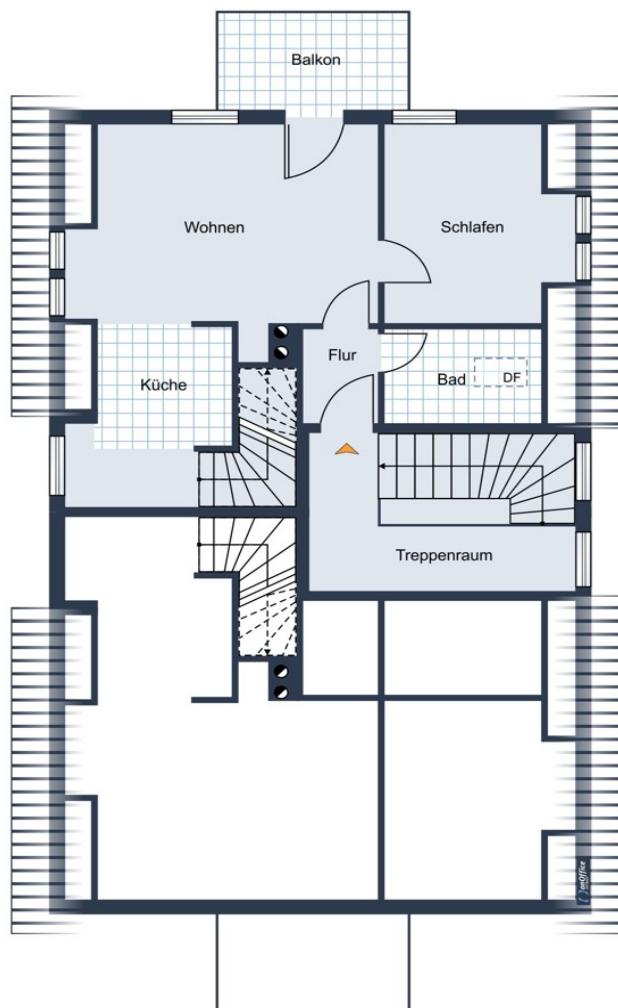 Balkon
Wohnen
Schlafen
Flur
Küche
Bad
DF
Treppenraum
onOffice